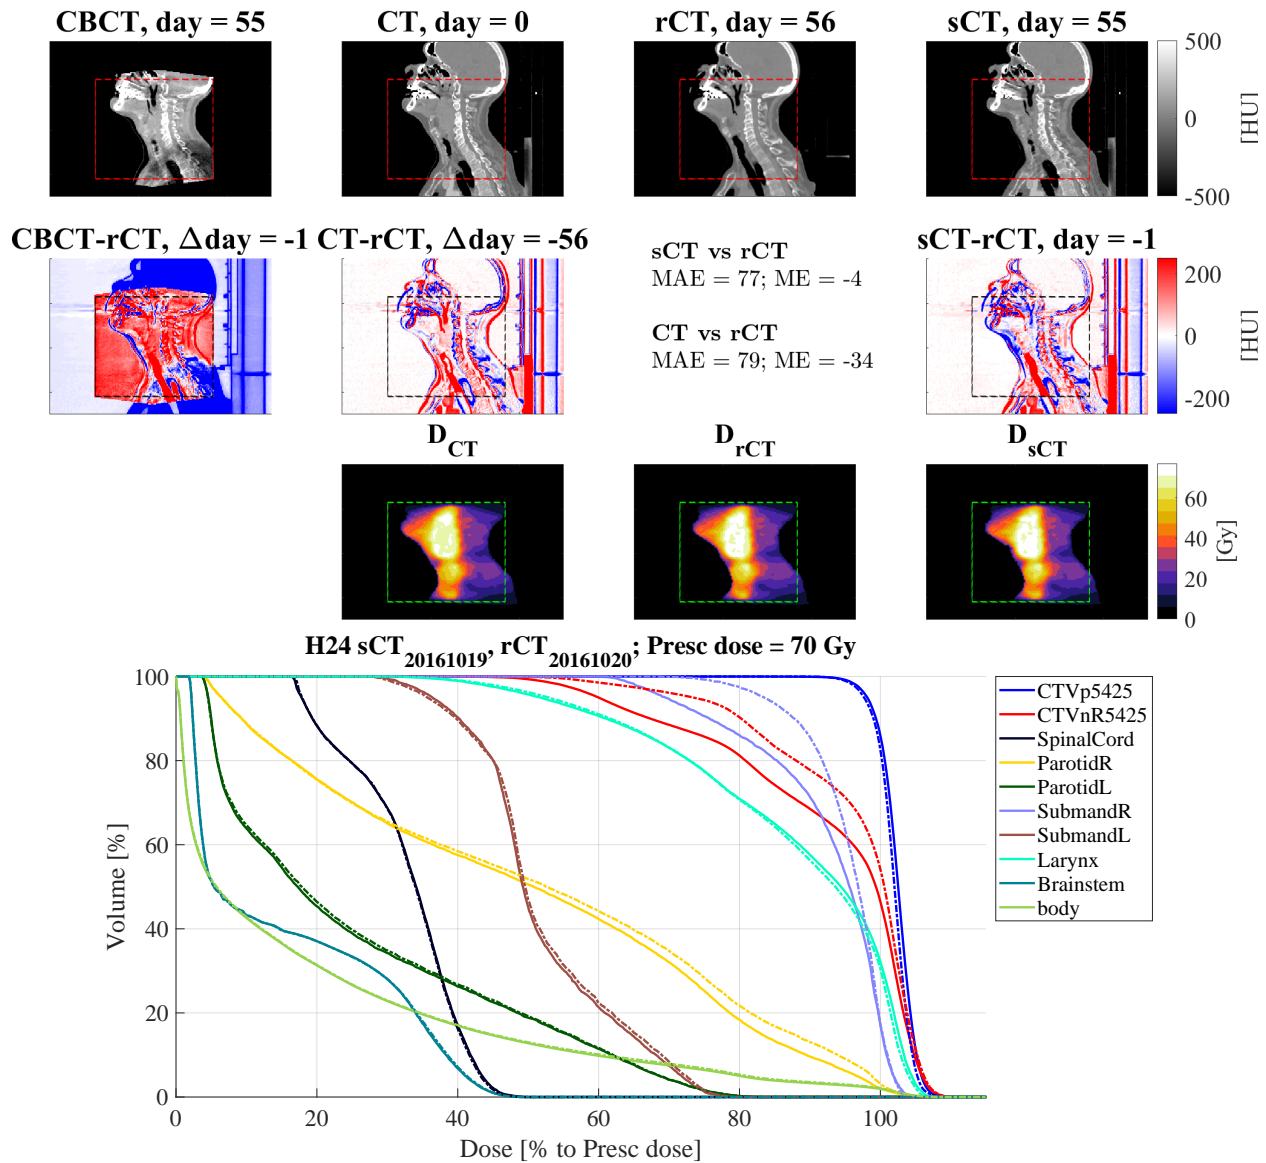 CBCT, day = 55
CT, day = 0
rCT, day = 56
sCT, day = 55
500
0
-500
[HU]
CBCT-rCT, Δday = -1
CT-rCT, Δday = -56
sCT vs rCT
MAE = 77; ME = -4
CT vs rCT
MAE = 79; ME = -34
sCT-rCT, day = -1
200
0
-200
[HU]
D_CT
D_rCT
D_sCT
60
40
20
0
[Gy]
H24 sCT_20161019, rCT_20161020; Presc dose = 70 Gy
100
80
60
40
20
0
Volume [%]
0
20
40
60
80
100
Dose [% to Presc dose]
CTVp5425
CTVnR5425
SpinalCord
ParotidR
ParotidL
SubmandR
SubmandL
Larynx
Brainstem
body